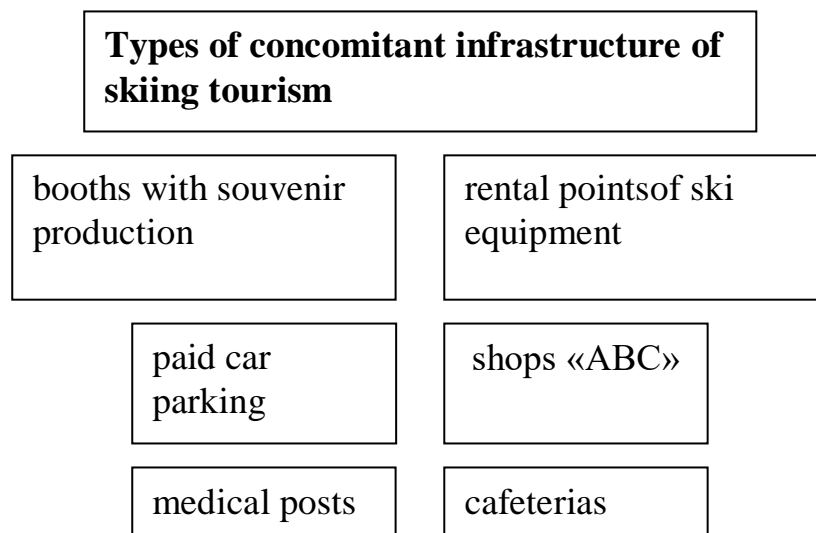 Types of concomitant infrastructure of
skiing tourism
booths with souvenir
production
rental pointsof ski
equipment
paid car
parking
shops «ABC»
medical posts
cafeterias